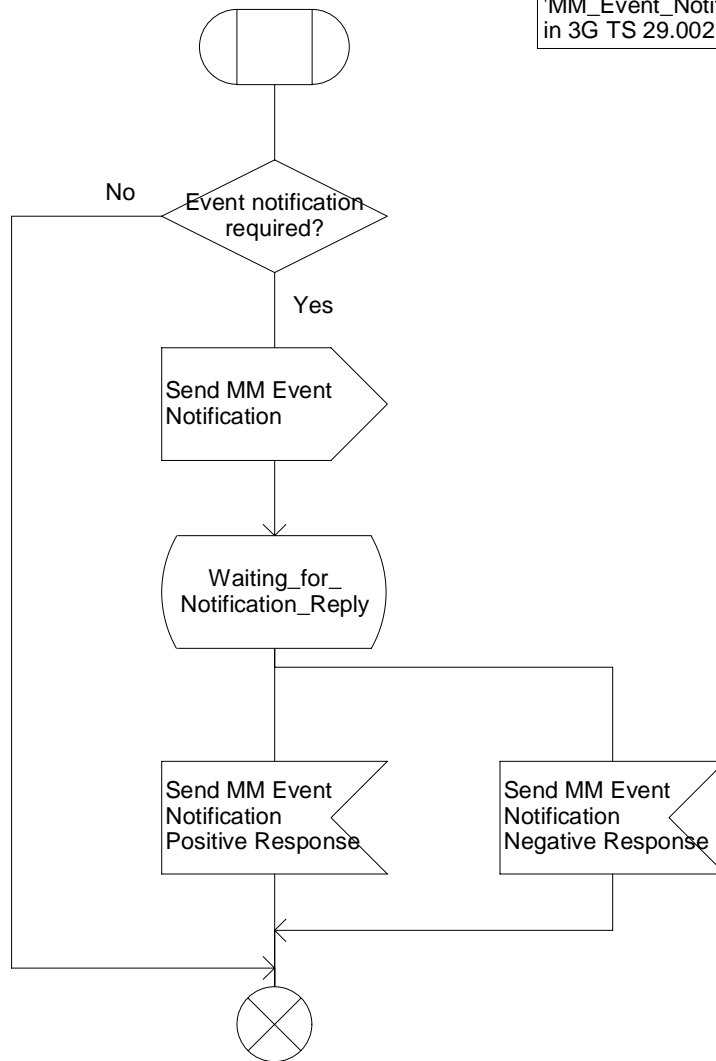 'MM_Event_Notif
in 3G TS 29.002
No
Event notification
required?
Yes
Send MM Event
Notification
Waiting_for_
Notification_Reply
Send MM Event
Notification
Positive Response
Send MM Event
Notification
Negative Response